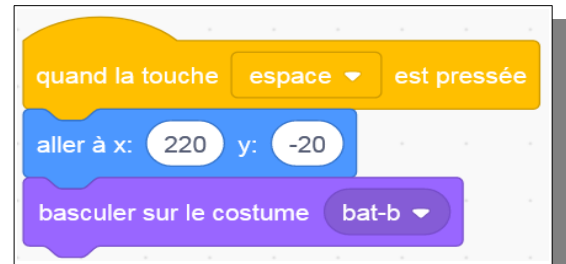 quand la touche espace est pressée
aller à x: 220 y: -20
basculer sur le costume bat-b